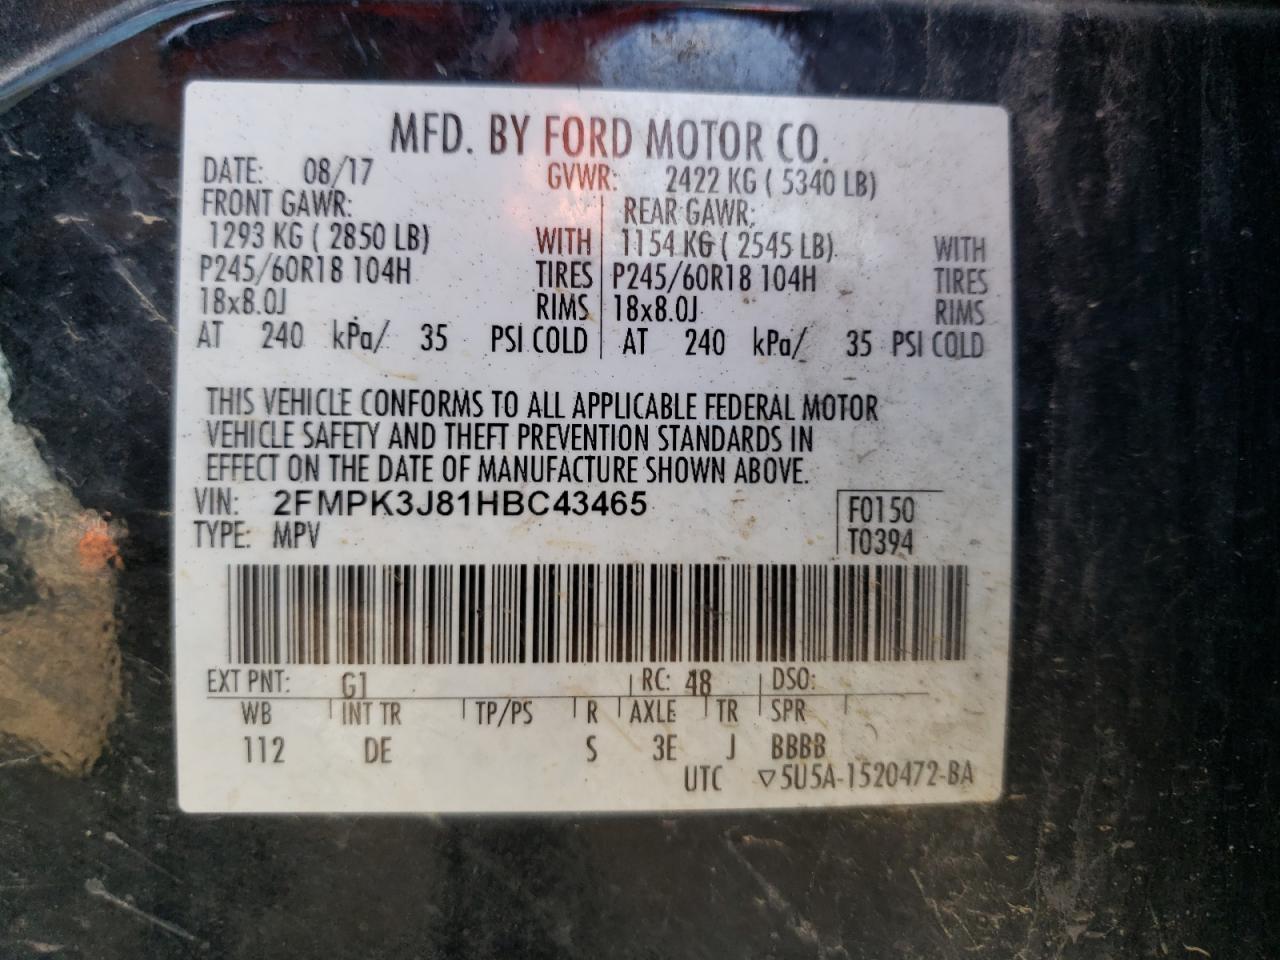 MFD. BY FORD MOTOR CO.
DATE: 08/17 GVWR: 2422 KG ( 5340 LB)
FRONT GAWR: REAR GAWR:
1293 KG ( 2850 LB) WITH 1154 KG ( 2545 LB) WITH
P245/60R18 104H TIRES P245/60R18 104H TIRES
18x8.0J RIMS 18x8.0J RIMS
AT 240 kPa/ 35 PSI COLD AT 240 kPa/ 35 PSI COLD
THIS VEHICLE CONFORMS TO ALL APPLICABLE FEDERAL MOTOR
VEHICLE SAFETY AND THEFT PREVENTION STANDARDS IN
EFFECT ON THE DATE OF MANUFACTURE SHOWN ABOVE.
VIN: 2FMPK3J81HBC43465 F0150
TYPE: MPV T0394
EXT PNT: G1 RC: 48 DSO:
WB INT TR TP/PS R AXLE TR SPR
112 DE S 3E J BBBB
UTC ▽5U5A-1520472-BA